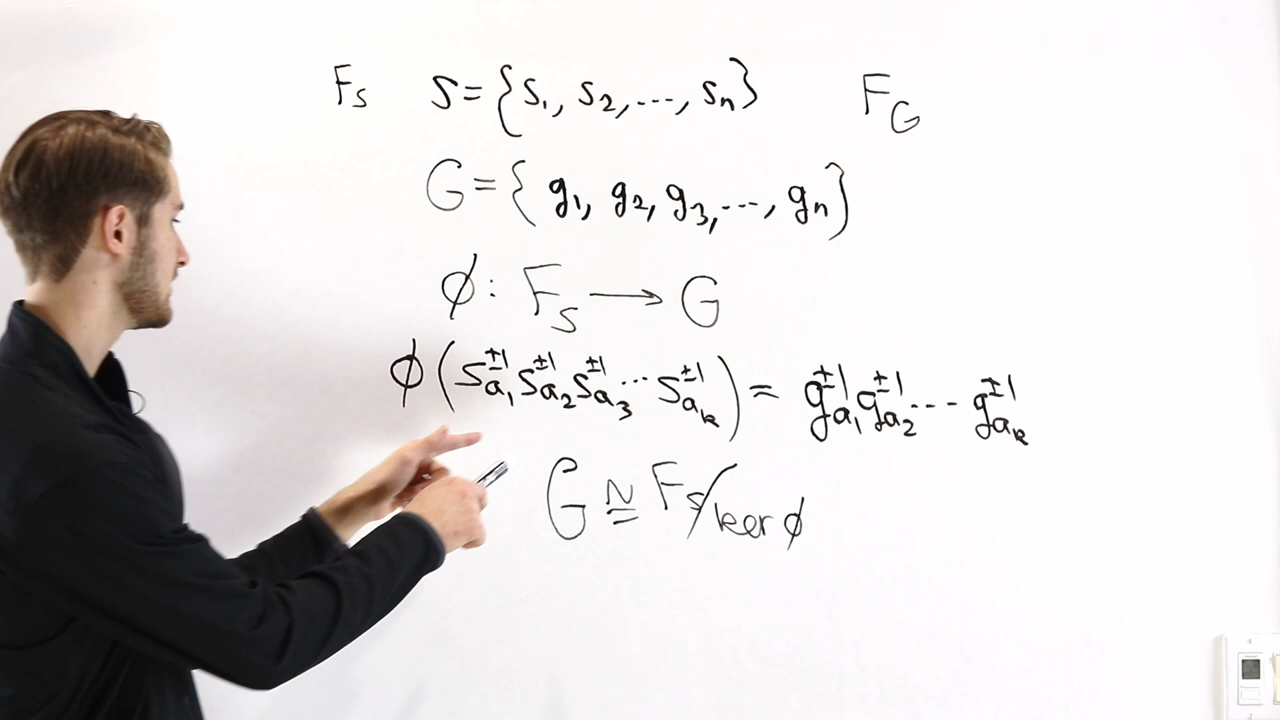 F_S S = {s_1, s_2, ..., s_n} F_G
G = {g_1, g_2, g_3, ..., g_n}
ϕ: F_S → G
ϕ(s_{a_1}^{±1} s_{a_2}^{±1} s_{a_3}^{±1} ... s_{a_k}^{±1}) = g_{a_1}^{±1} g_{a_2}^{±1} ... g_{a_k}^{±1}
G ≅ F_S/ker ϕ